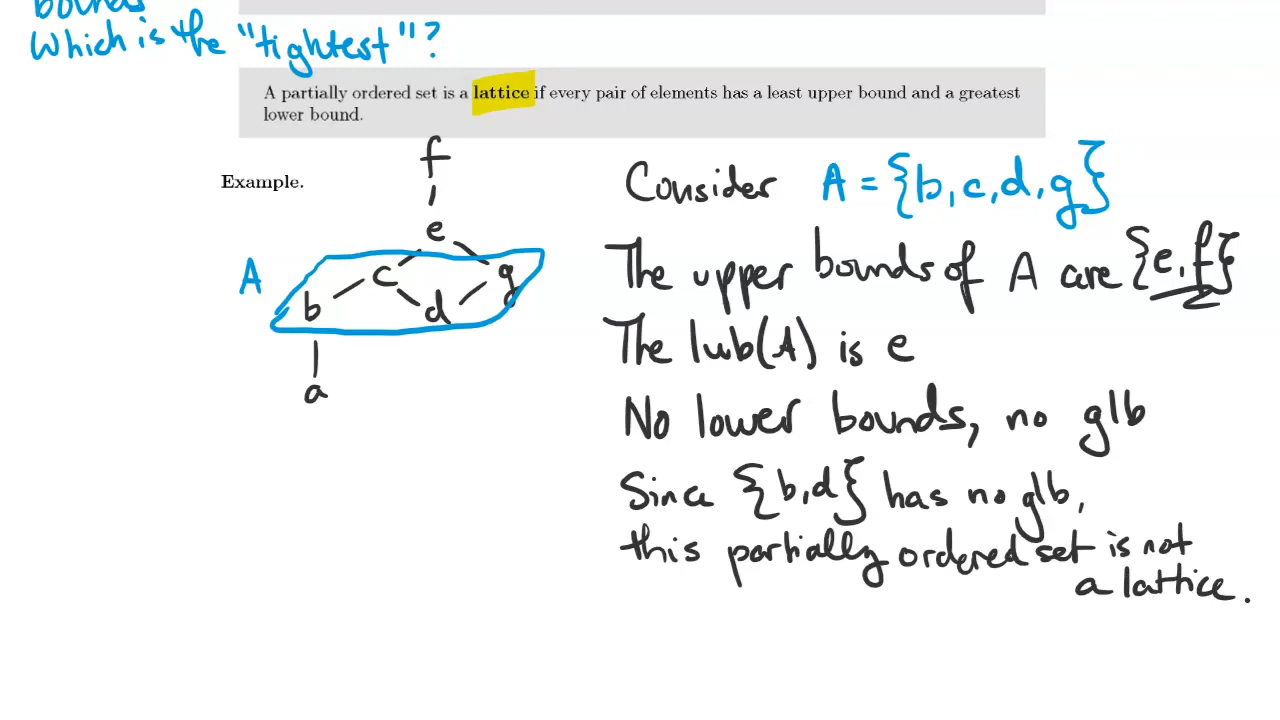 bounds
Which is the "tightest"?
A partially ordered set is a lattice if every pair of elements has a least upper bound and a greatest
lower bound.
Example.
f
e
A
c
g
b
d
a
Consider A = {b, c, d, g}
The upper bounds of A are {e, f}
The lub(A) is e
No lower bounds, no glb
Since {b, d} has no glb,
this partially ordered set is not
a lattice.